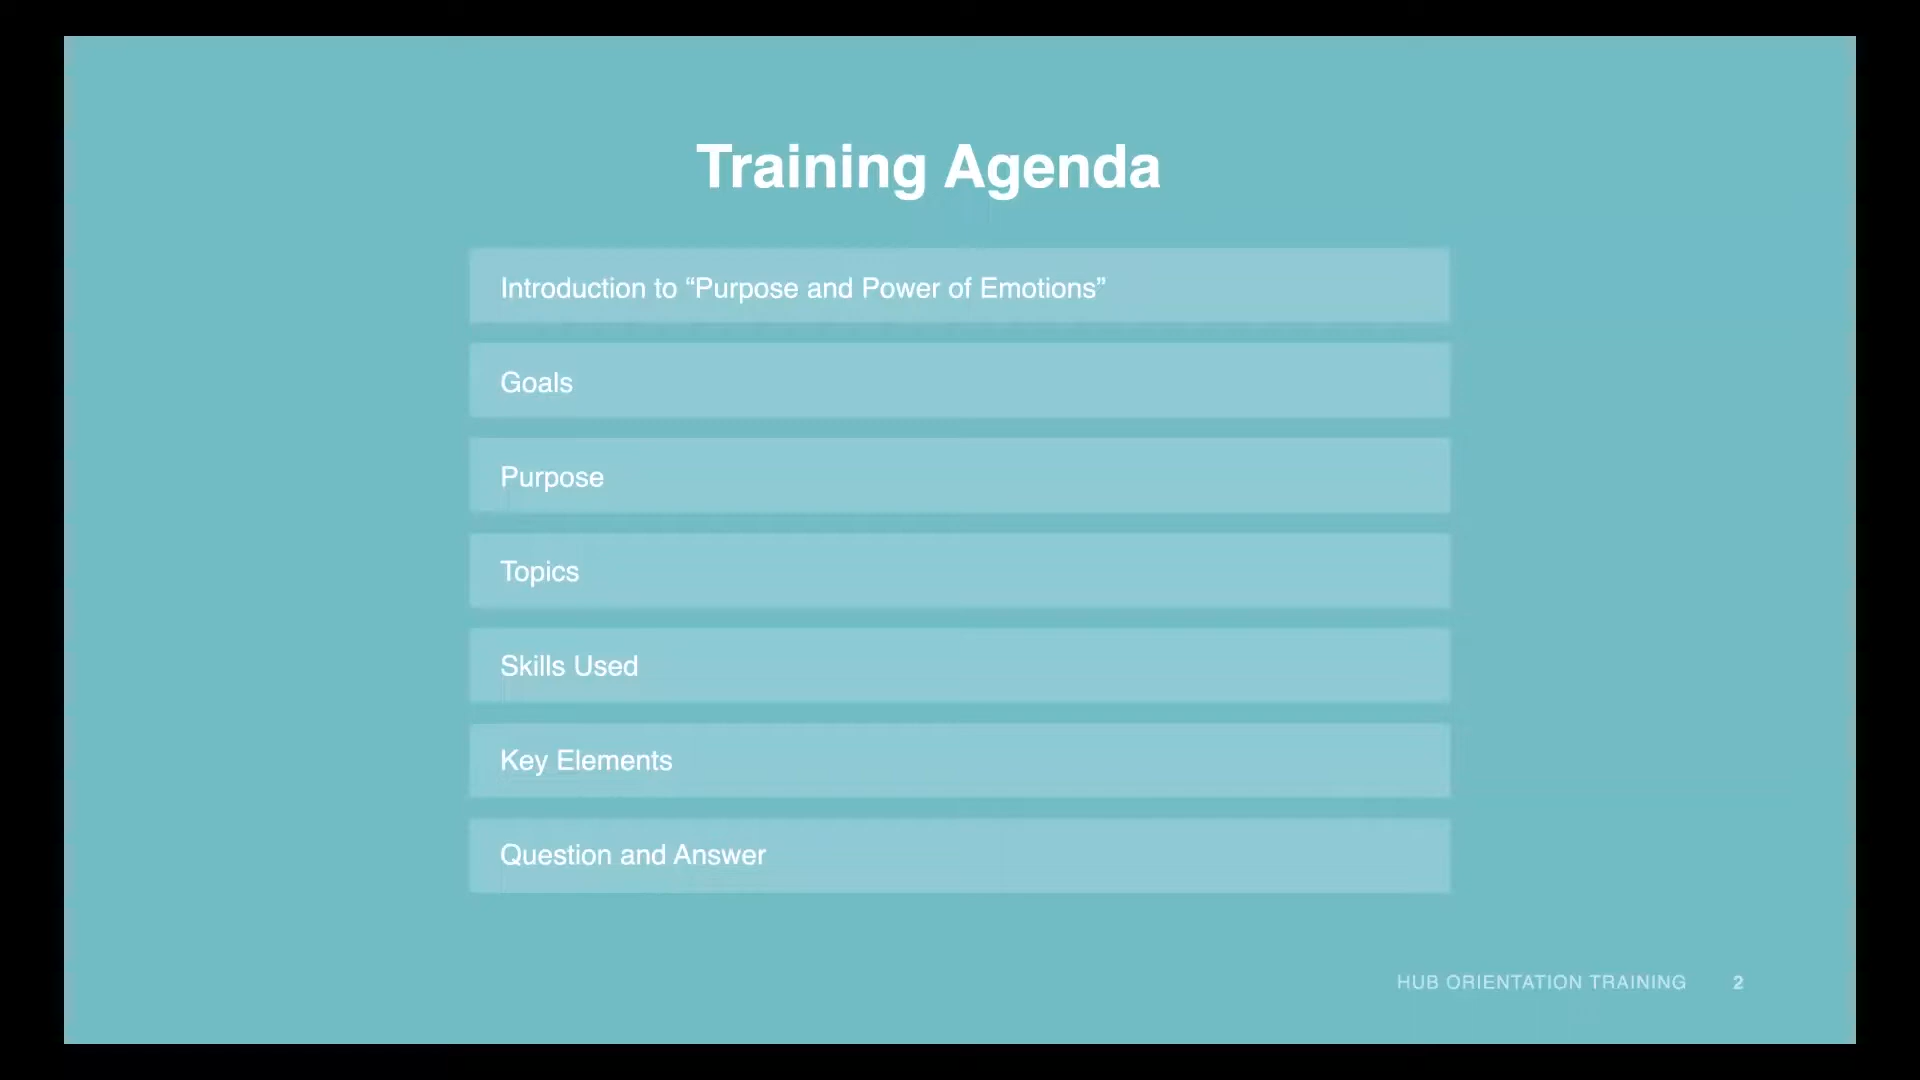 Training Agenda
Introduction to “Purpose and Power of Emotions”
Goals
Purpose
Topics
Skills Used
Key Elements
Question and Answer
HUB ORIENTATION TRAINING 2